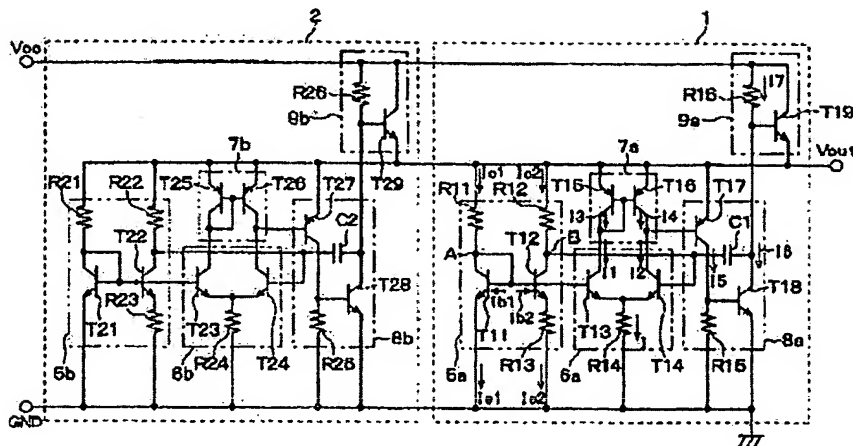 2
1
Vcc
R26
9b
T29
R16
I7
T19
9a
Vout
7b
T25
T26
T27
R21
R22
T22
C2
T28
R23
T21
T23
R24
T24
R25
5b
6b
8b
7a
Ic1
Ic2
R11
R12
T15
T16
T17
I3
I4
T12
B
A
C1
I6
I1
I2
I5
T18
Ib1
Ib2
T11
R13
T13
R14
T14
R15
5a
6a
8a
Ie1
Ie2
GND